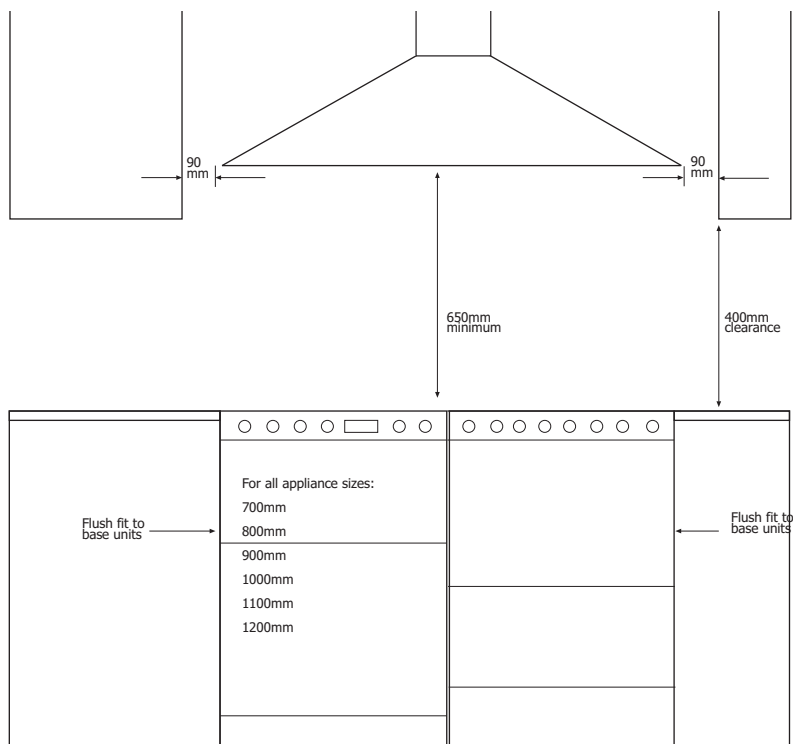 90
mm
90
mm
650mm
minimum
400mm
clearance
For all appliance sizes:
700mm
800mm
900mm
1000mm
1100mm
1200mm
Flush fit to
base units
Flush fit to
base units